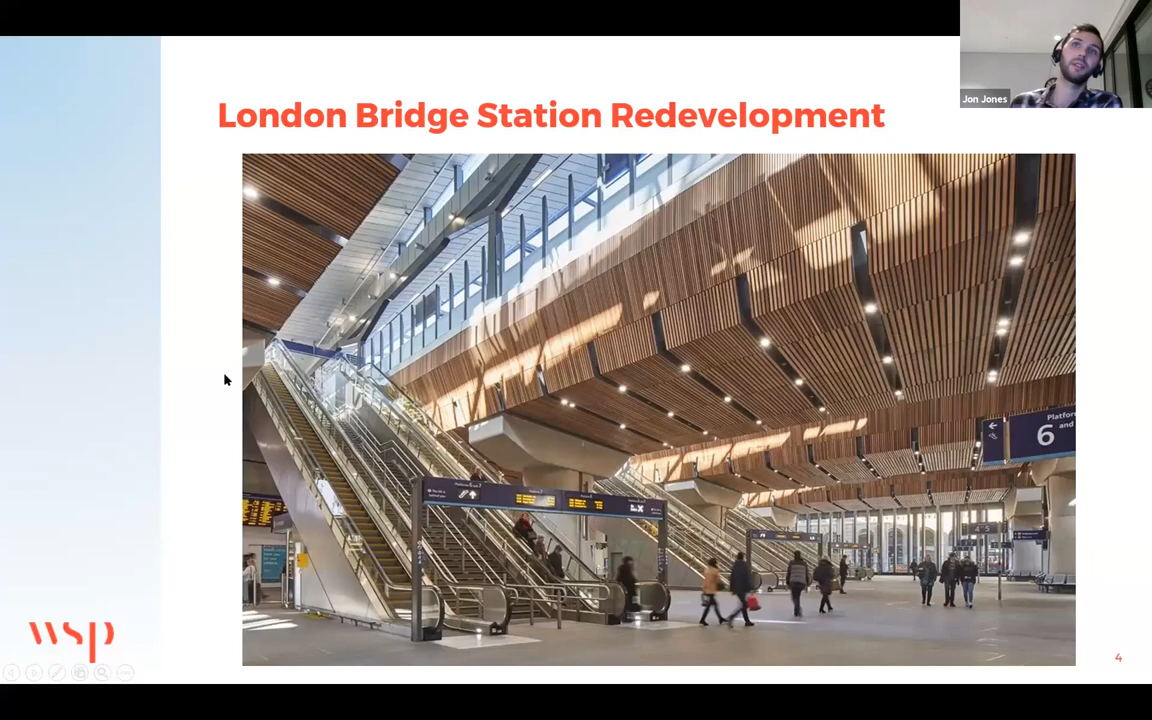 Jon Jones
London Bridge Station Redevelopment
Platform
6 and
wsp
4